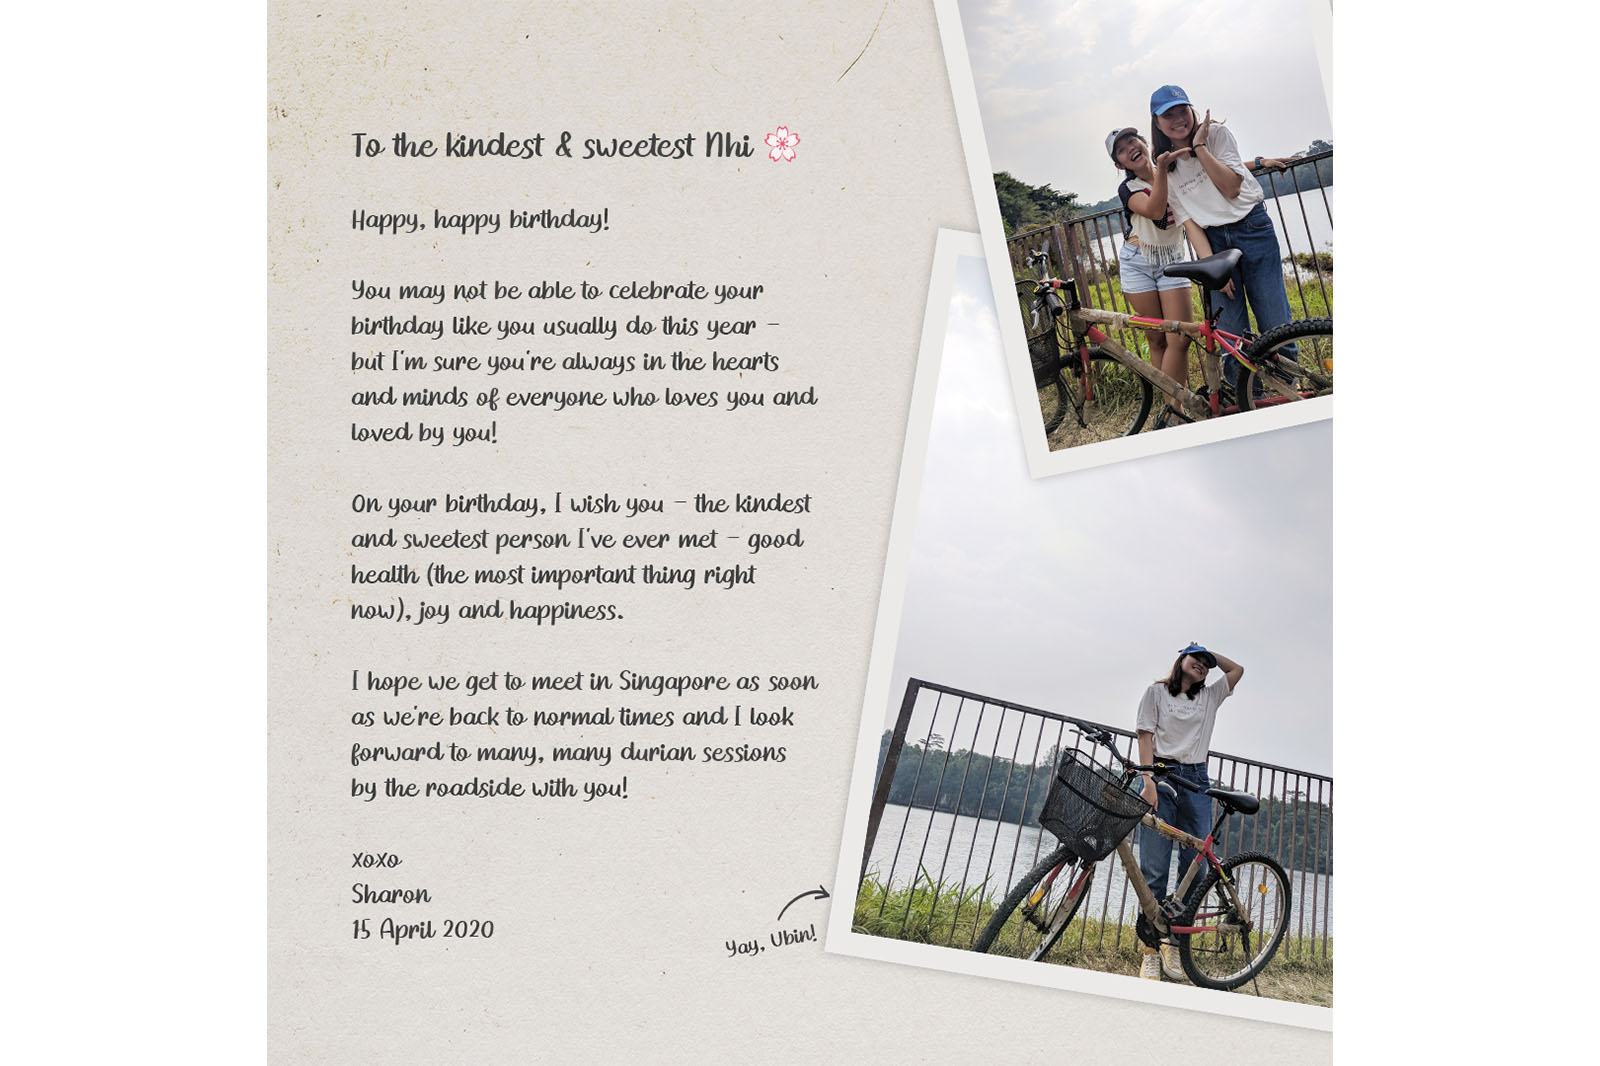 To the kindest & sweetest Nhi 🌸
Happy, happy birthday!
You may not be able to celebrate your
birthday like you usually do this year –
but I'm sure you're always in the hearts
and minds of everyone who loves you and
loved by you!
On your birthday, I wish you – the kindest
and sweetest person I've ever met – good
health (the most important thing right
now), joy and happiness.
I hope we get to meet in Singapore as soon
as we're back to normal times and I look
forward to many, many durian sessions
by the roadside with you!
xoxo
Sharon
15 April 2020
Yay, Ubin!